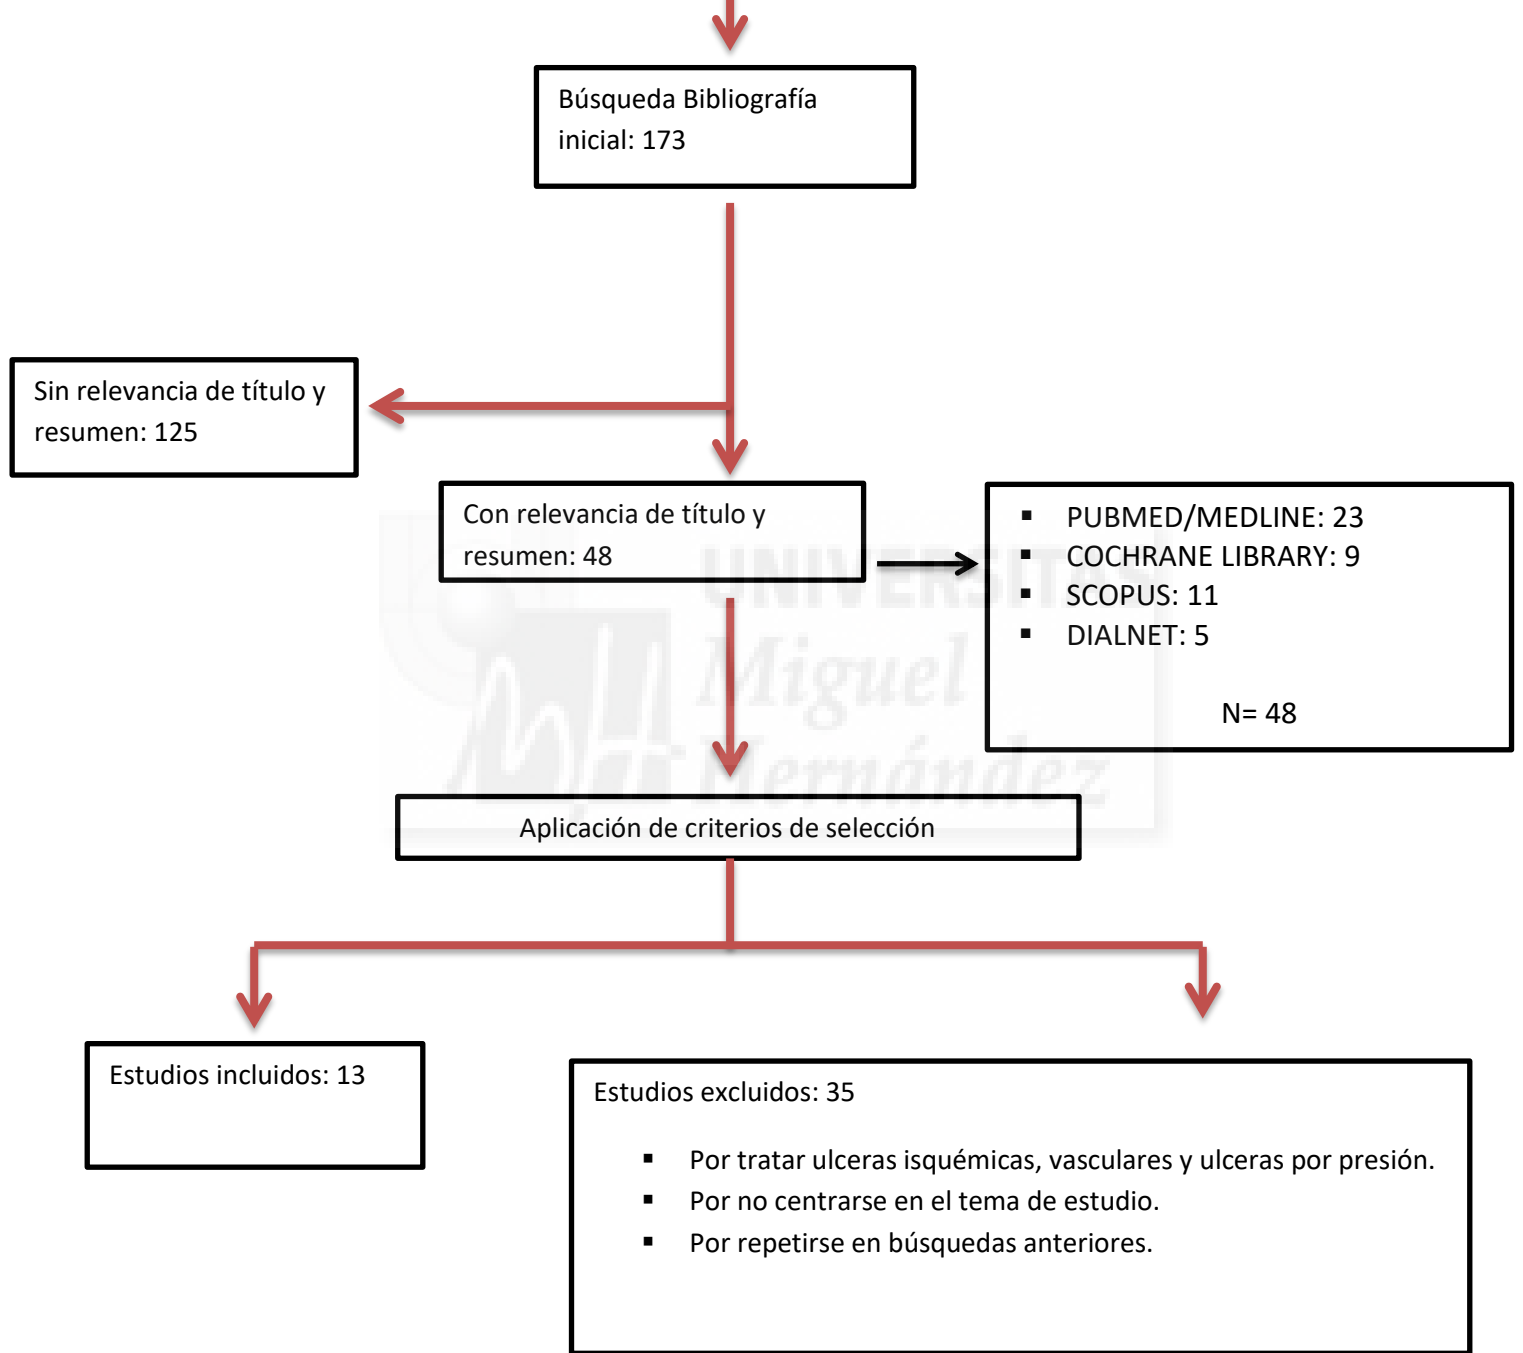 Búsqueda Bibliografía
inicial: 173
Sin relevancia de título y
resumen: 125
Con relevancia de título y
resumen: 48
▪ PUBMED/MEDLINE: 23
▪ COCHRANE LIBRARY: 9
▪ SCOPUS: 11
▪ DIALNET: 5
N= 48
UNIVERSITAS
Miguel
Hernández
Aplicación de criterios de selección
Estudios incluidos: 13
Estudios excluidos: 35
▪ Por tratar ulceras isquémicas, vasculares y ulceras por presión.
▪ Por no centrarse en el tema de estudio.
▪ Por repetirse en búsquedas anteriores.